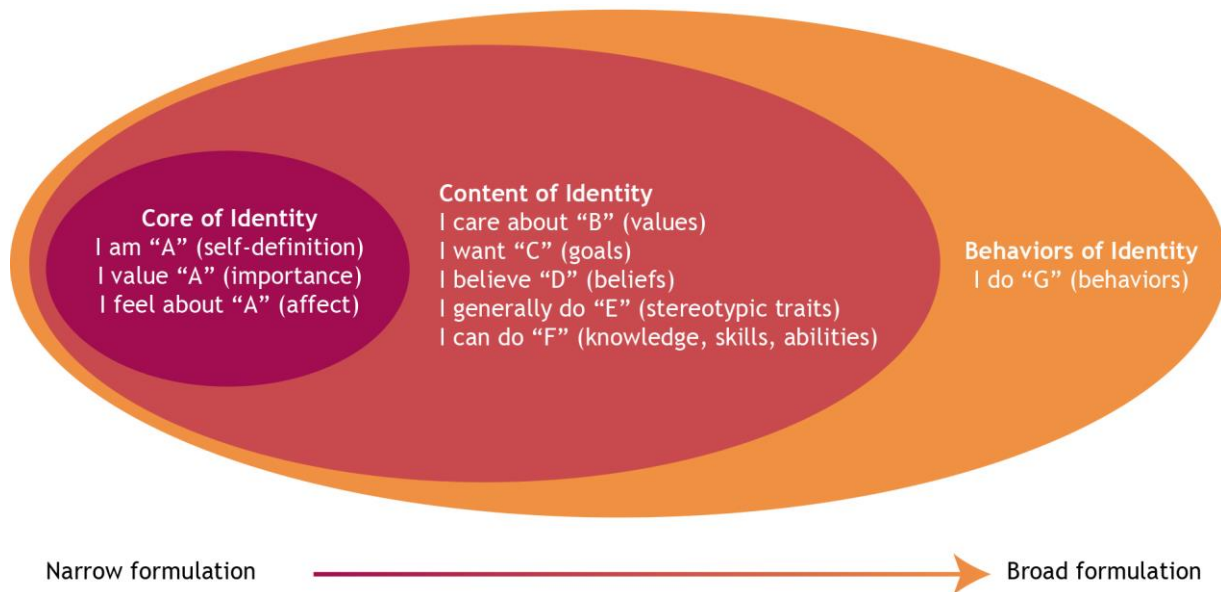 Core of Identity
I am “A” (self-definition)
I value “A” (importance)
I feel about “A” (affect)
Content of Identity
I care about “B” (values)
I want “C” (goals)
I believe “D” (beliefs)
I generally do “E” (stereotypic traits)
I can do “F” (knowledge, skills, abilities)
Behaviors of Identity
I do “G” (behaviors)
Narrow formulation
Broad formulation